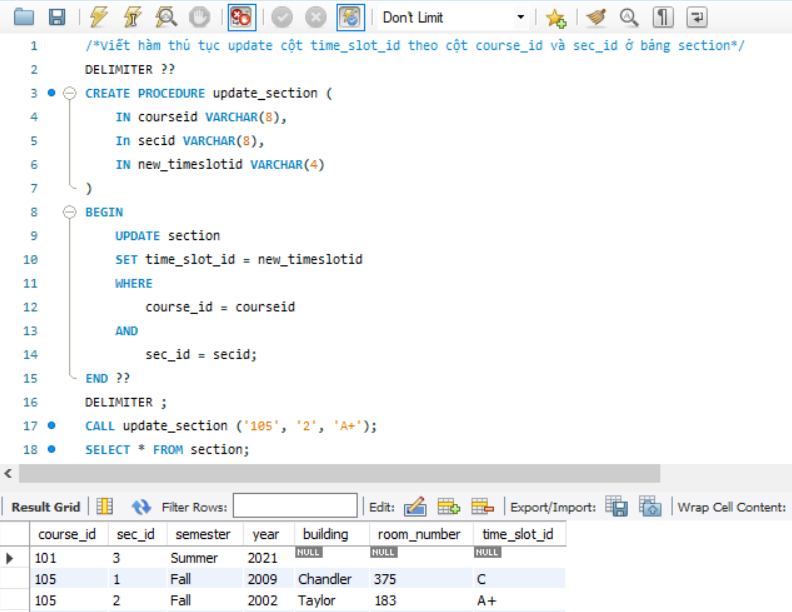 Don't Limit
1 /*Viết hàm thủ tục update cột time_slot_id theo cột course_id và sec_id ở bảng section*/
2 DELIMITER ??
3 CREATE PROCEDURE update_section (
4 IN courseid VARCHAR(8),
5 In secid VARCHAR(8),
6 IN new_timeslotid VARCHAR(4)
7 )
8 BEGIN
9 UPDATE section
10 SET time_slot_id = new_timeslotid
11 WHERE
12 course_id = courseid
13 AND
14 sec_id = secid;
15 END ??
16 DELIMITER ;
17 CALL update_section ('105', '2', 'A+');
18 SELECT * FROM section;
Result Grid Filter Rows: Edit: Export/Import: Wrap Cell Content:
course_id sec_id semester year building room_number time_slot_id
101 3 Summer 2021 NULL NULL NULL
105 1 Fall 2009 Chandler 375 C
105 2 Fall 2002 Taylor 183 A+